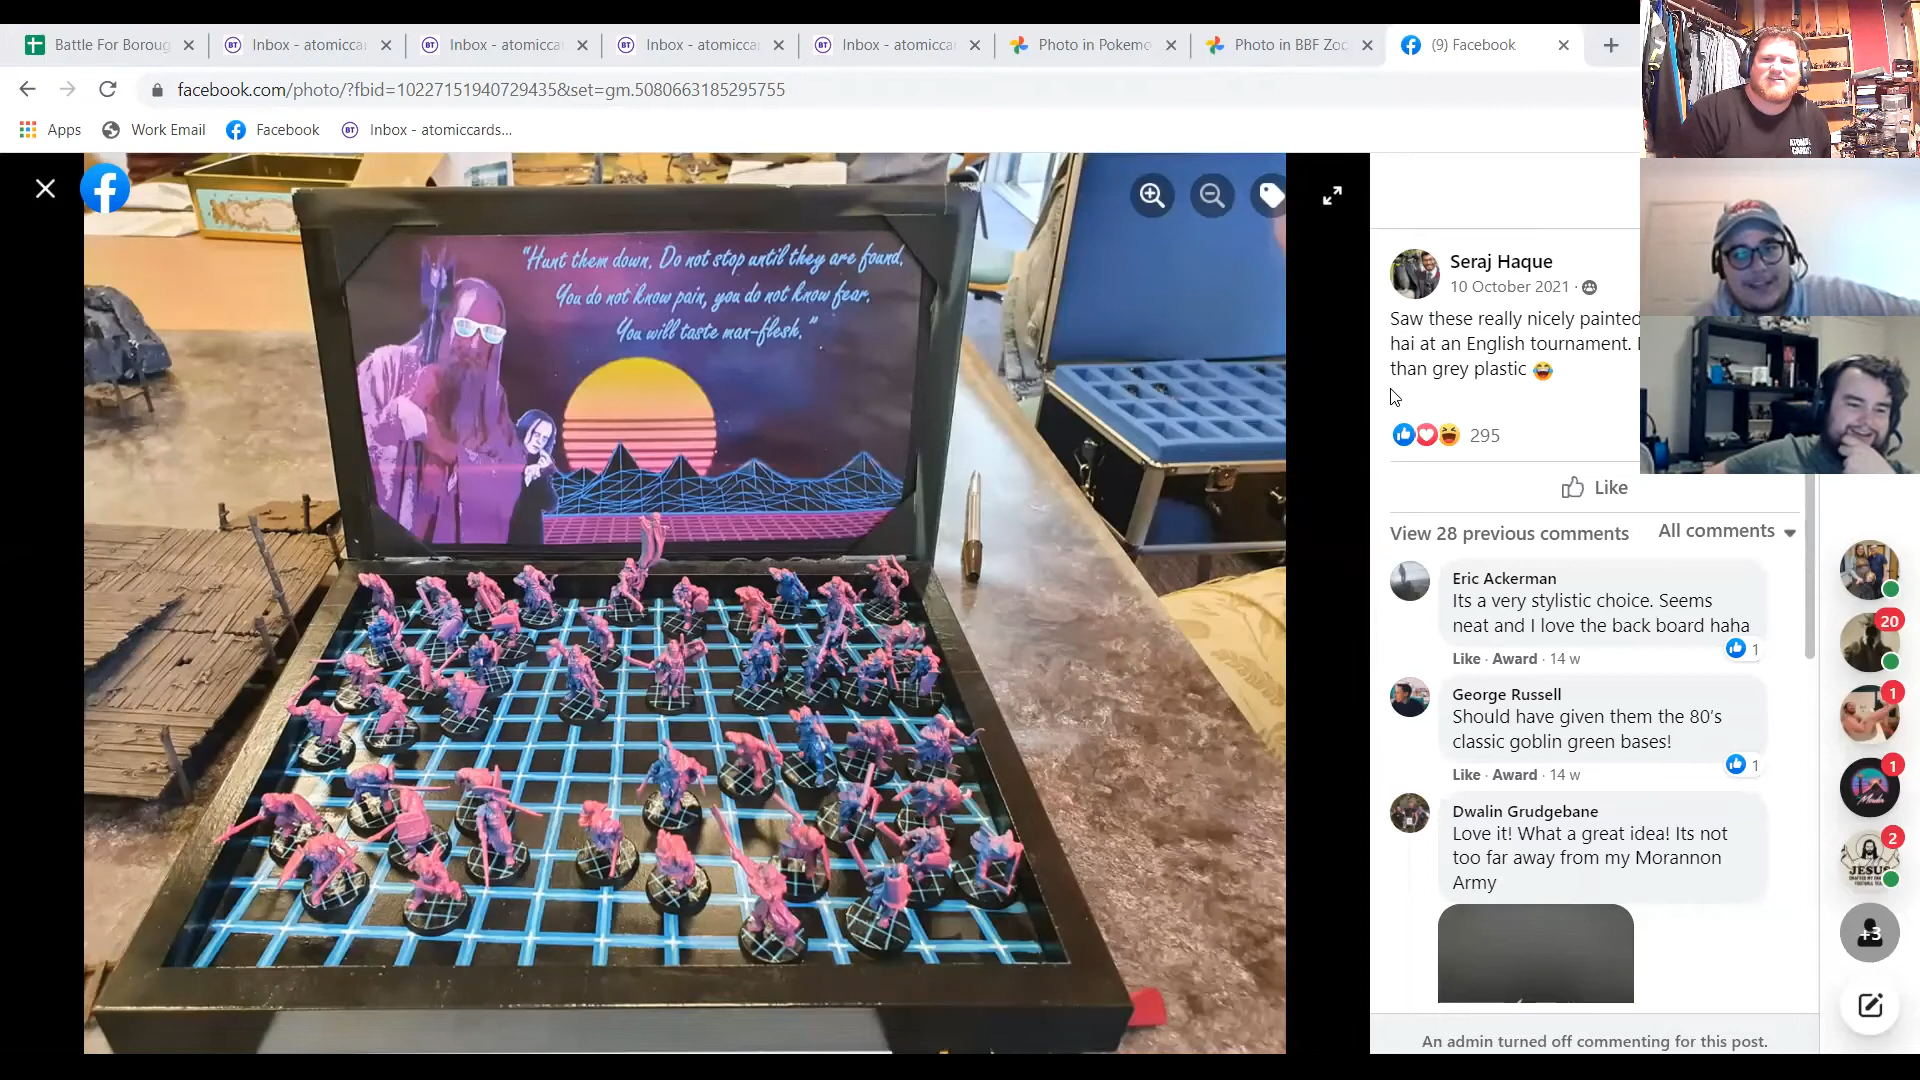 Battle For Boroug
Inbox - atomicca
Inbox - atomicca
Inbox - atomicca
Inbox - atomicca
Photo in Pokemo
Photo in BBF Zoo
(9) Facebook
facebook.com/photo/?fbid=10227151940729435&set=gm.5080663185295755
Apps
Work Email
Facebook
BT Inbox - atomiccards...
"Hunt them down. Do not stop until they are found.
You do not know pain, you do not know fear.
You will taste man-flesh."
Seraj Haque
10 October 2021
Saw these really nicely painted
hai at an English tournament.
than grey plastic 😂
295
Like
View 28 previous comments
All comments
Eric Ackerman
Its a very stylistic choice. Seems
neat and I love the back board haha
1
Like · Award · 14 w
George Russell
Should have given them the 80's
classic goblin green bases!
1
Like · Award · 14 w
Dwalin Grudgebane
Love it! What a great idea! Its not
too far away from my Morannon
Army
An admin turned off commenting for this post.
20
1
1
Mordor
2
JESUS
+3
ATOMIC
CARDS